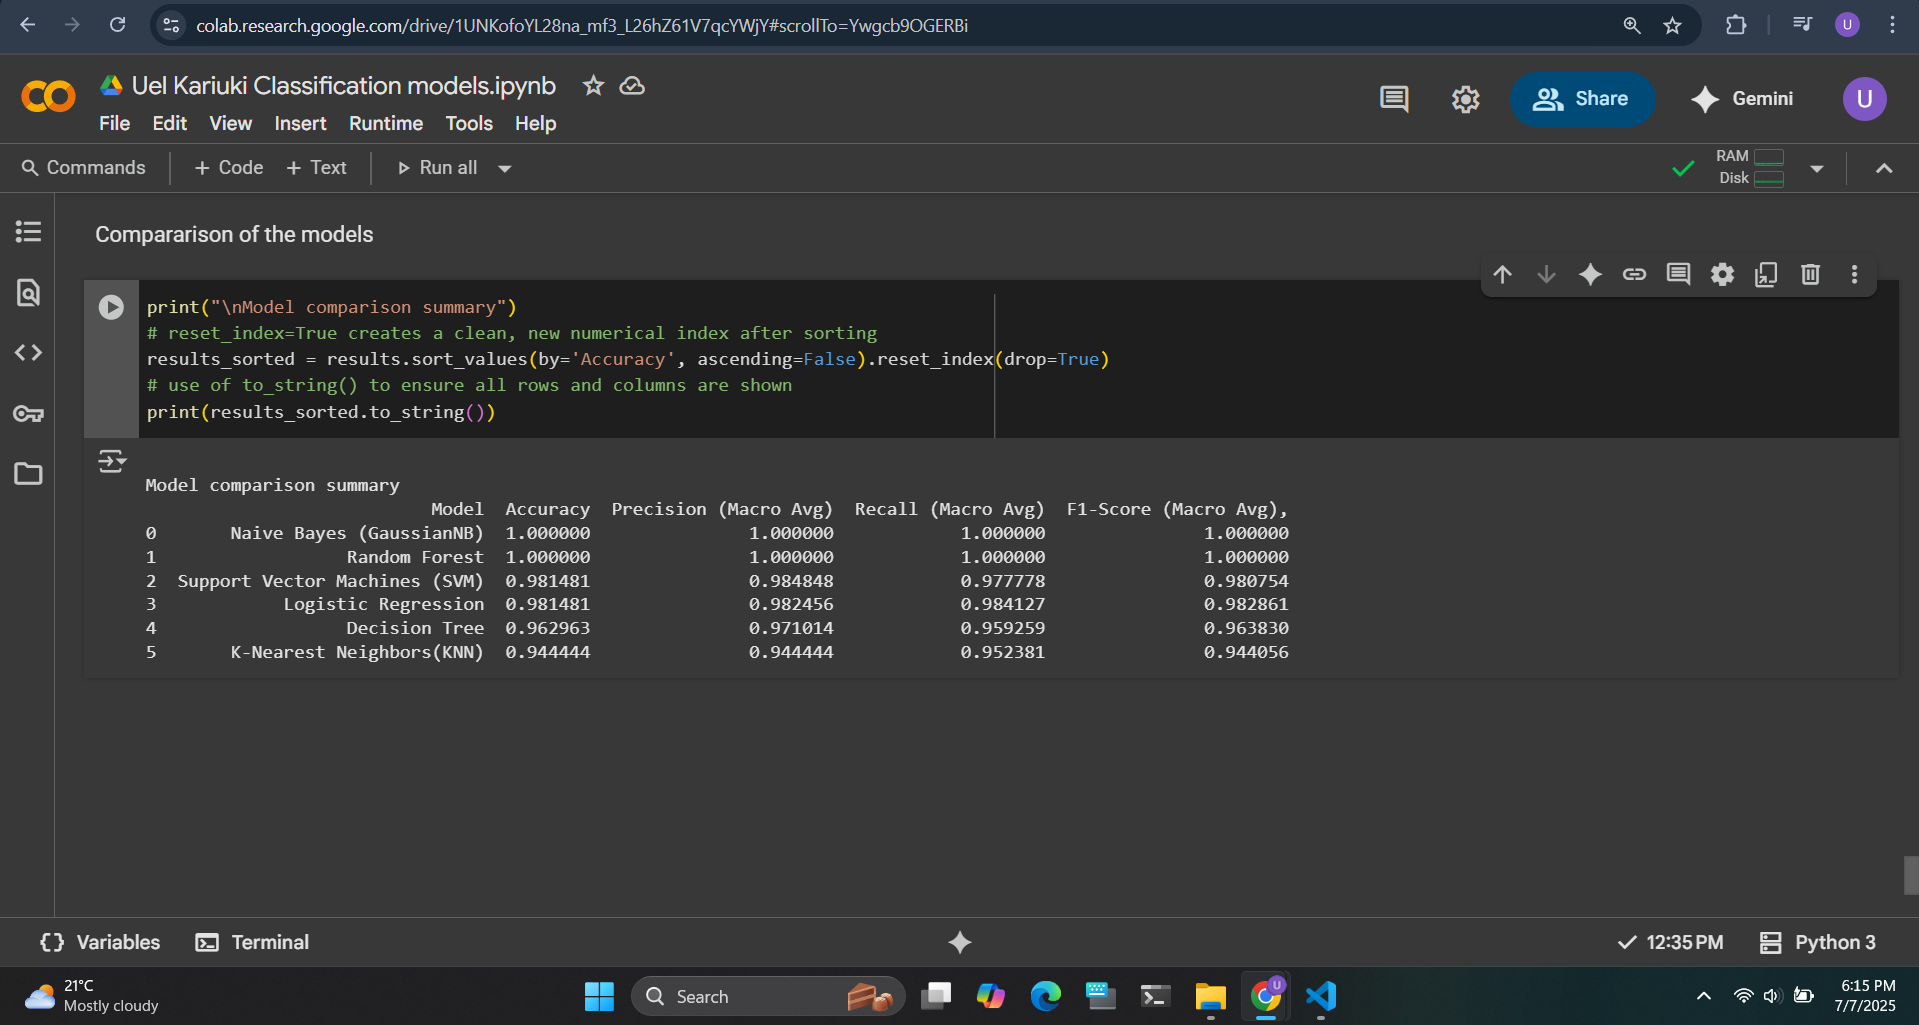 colab.research.google.com/drive/1UNKofoYL28na_mf3_L26hZ61V7qcYWjY#scrollTo=Ywgcb9OGERBi
U
Uel Kariuki Classification models.ipynb
File Edit View Insert Runtime Tools Help
Share
Gemini
U
Commands + Code + Text Run all
RAM
Disk
Compararison of the models
print("\nModel comparison summary")
# reset_index=True creates a clean, new numerical index after sorting
results_sorted = results.sort_values(by='Accuracy', ascending=False).reset_index(drop=True)
# use of to_string() to ensure all rows and columns are shown
print(results_sorted.to_string())
Model comparison summary
Model Accuracy Precision (Macro Avg) Recall (Macro Avg) F1-Score (Macro Avg),
0 Naive Bayes (GaussianNB) 1.000000 1.000000 1.000000 1.000000
1 Random Forest 1.000000 1.000000 1.000000 1.000000
2 Support Vector Machines (SVM) 0.981481 0.984848 0.977778 0.980754
3 Logistic Regression 0.981481 0.982456 0.984127 0.982861
4 Decision Tree 0.962963 0.971014 0.959259 0.963830
5 K-Nearest Neighbors(KNN) 0.944444 0.944444 0.952381 0.944056
Variables Terminal
12:35 PM Python 3
21°C
Mostly cloudy
Search
U
6:15 PM
7/7/2025